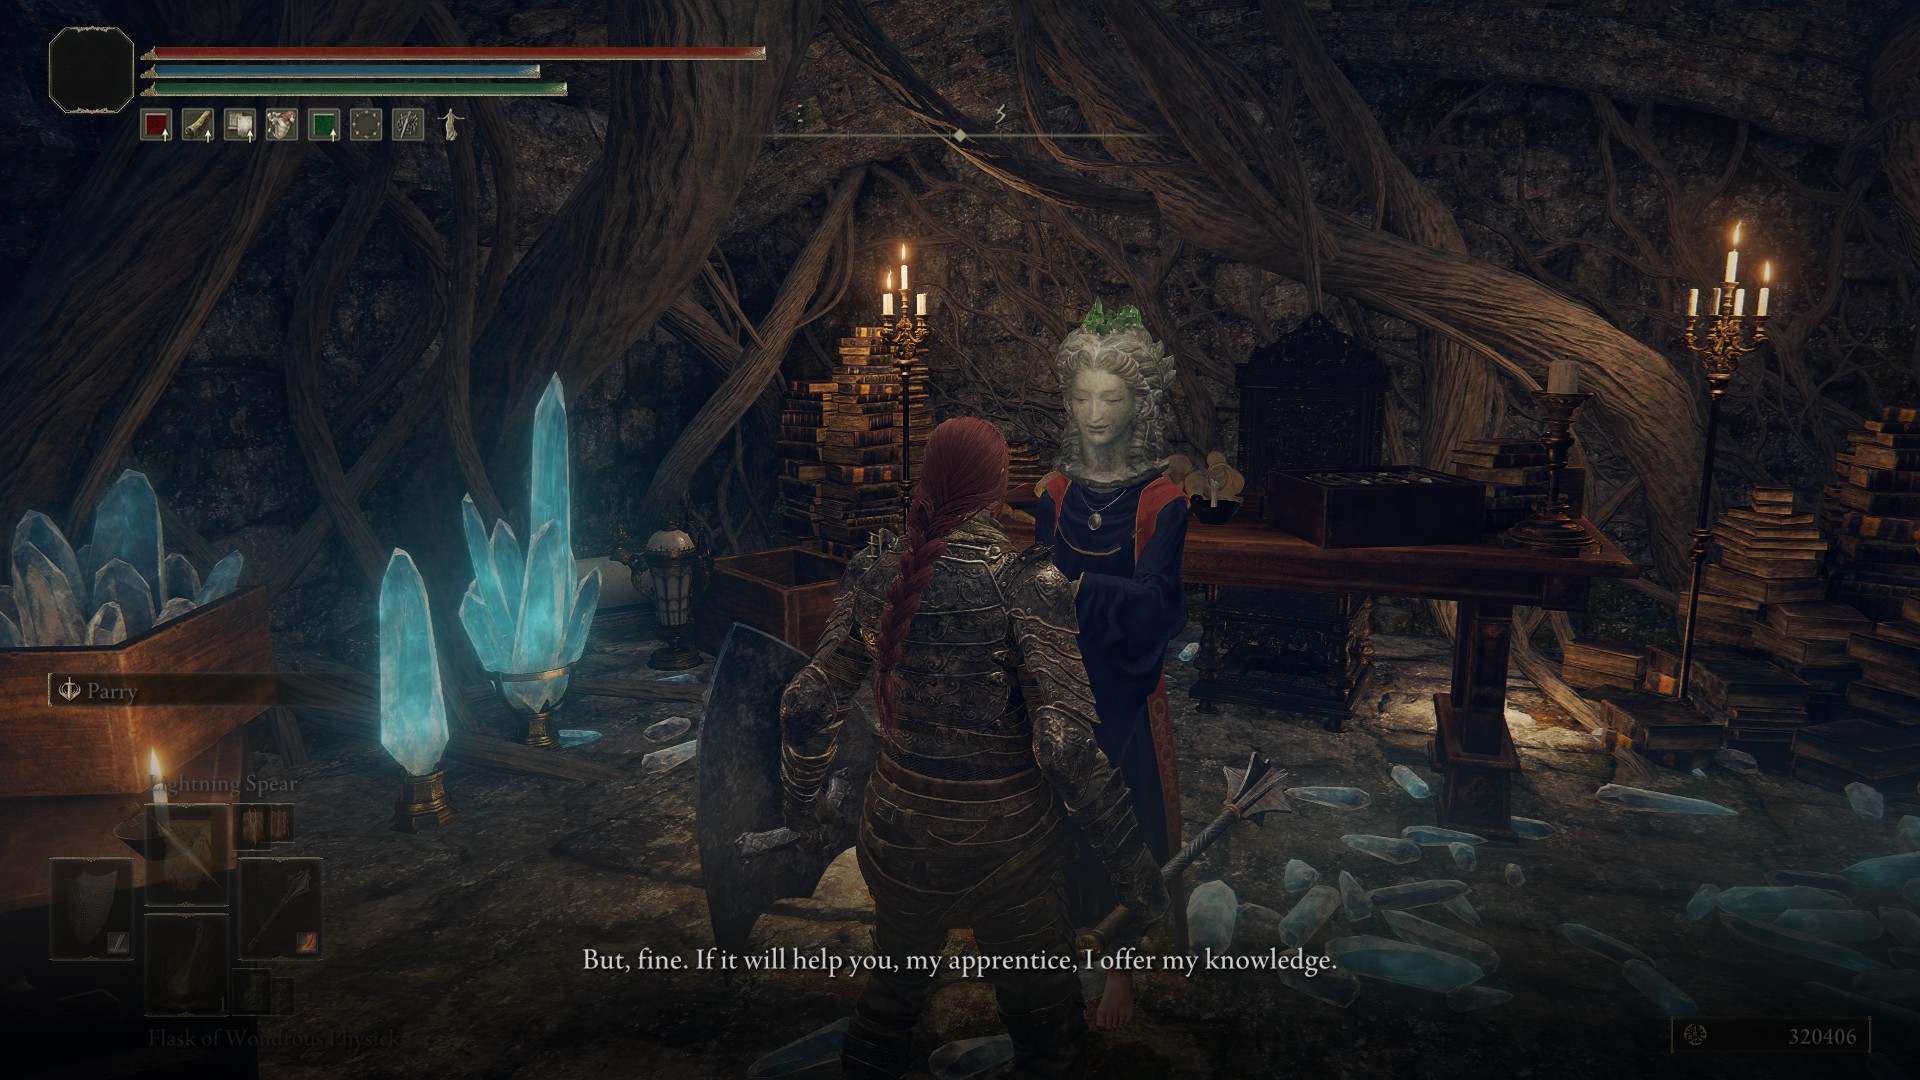 Parry
Lightning Spear
1
Flask of Wondrous Physick
But, fine. If it will help you, my apprentice, I offer my knowledge.
320406